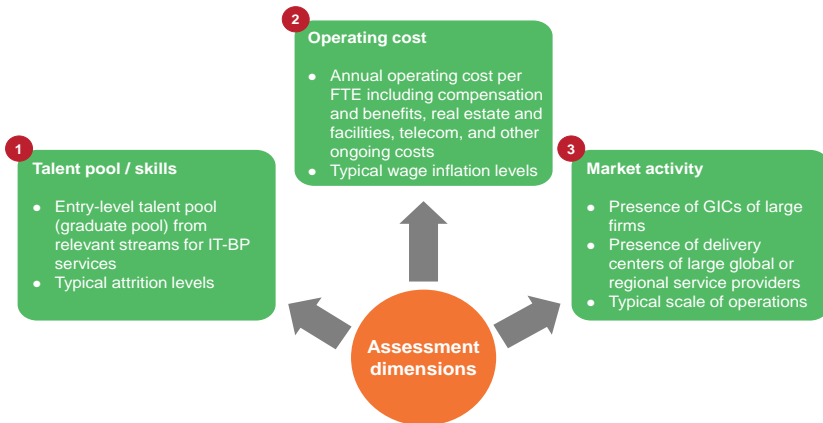 1
Talent pool / skills
● Entry-level talent pool
(graduate pool) from
relevant streams for IT-BP
services
● Typical attrition levels
2
Operating cost
● Annual operating cost per
FTE including compensation
and benefits, real estate and
facilities, telecom, and other
ongoing costs
● Typical wage inflation levels
3
Market activity
● Presence of GICs of large
firms
● Presence of delivery
centers of large global or
regional service providers
● Typical scale of operations
Assessment
dimensions